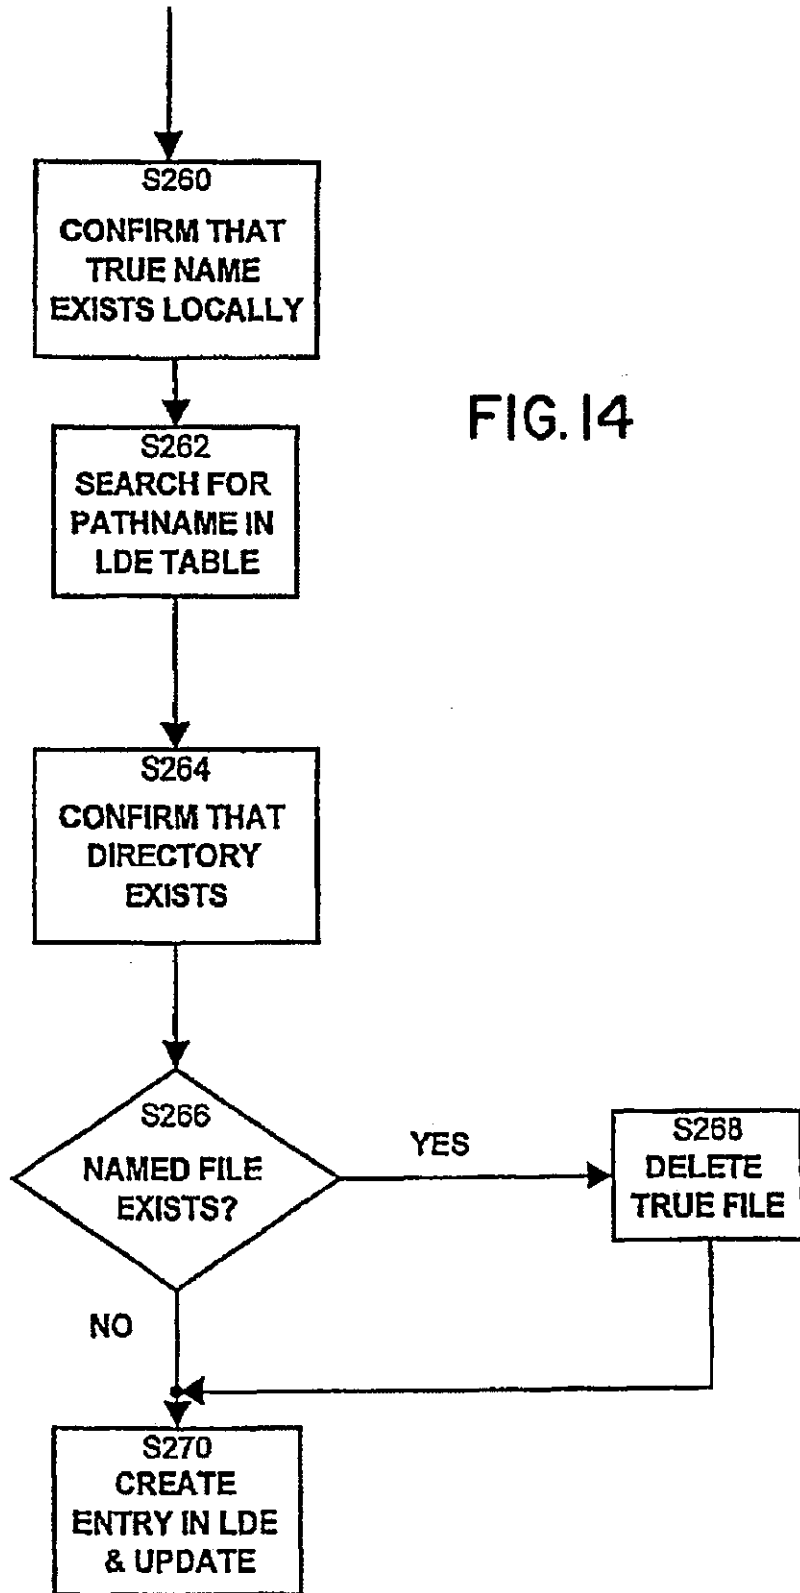 S260
CONFIRM THAT
TRUE NAME
EXISTS LOCALLY
FIG. 14
S262
SEARCH FOR
PATHNAME IN
LDE TABLE
S264
CONFIRM THAT
DIRECTORY
EXISTS
S266
NAMED FILE
EXISTS?
YES
S268
DELETE
TRUE FILE
NO
S270
CREATE
ENTRY IN LDE
& UPDATE